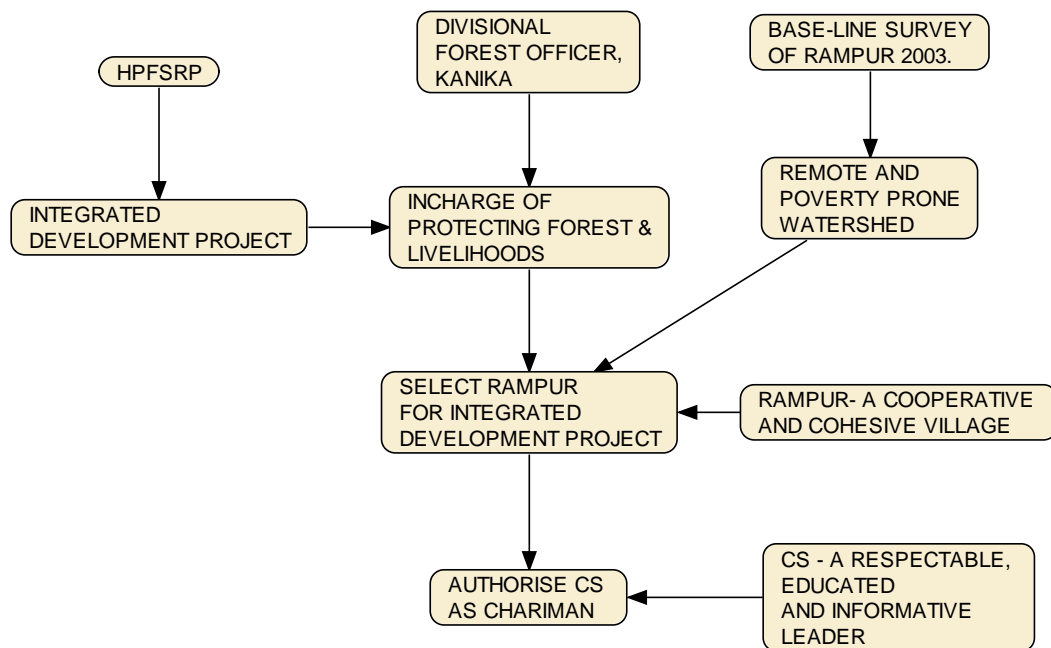 DIVISIONAL
FOREST OFFICER,
KANIKA
BASE-LINE SURVEY
OF RAMPUR 2003.
HPFSRP
INTEGRATED
DEVELOPMENT PROJECT
INCHARGE OF
PROTECTING FOREST &
LIVELIHOODS
REMOTE AND
POVERTY PRONE
WATERSHED
SELECT RAMPUR
FOR INTEGRATED
DEVELOPMENT PROJECT
RAMPUR- A COOPERATIVE
AND COHESIVE VILLAGE
AUTHORISE CS
AS CHARIMAN
CS - A RESPECTABLE,
EDUCATED
AND INFORMATIVE
LEADER